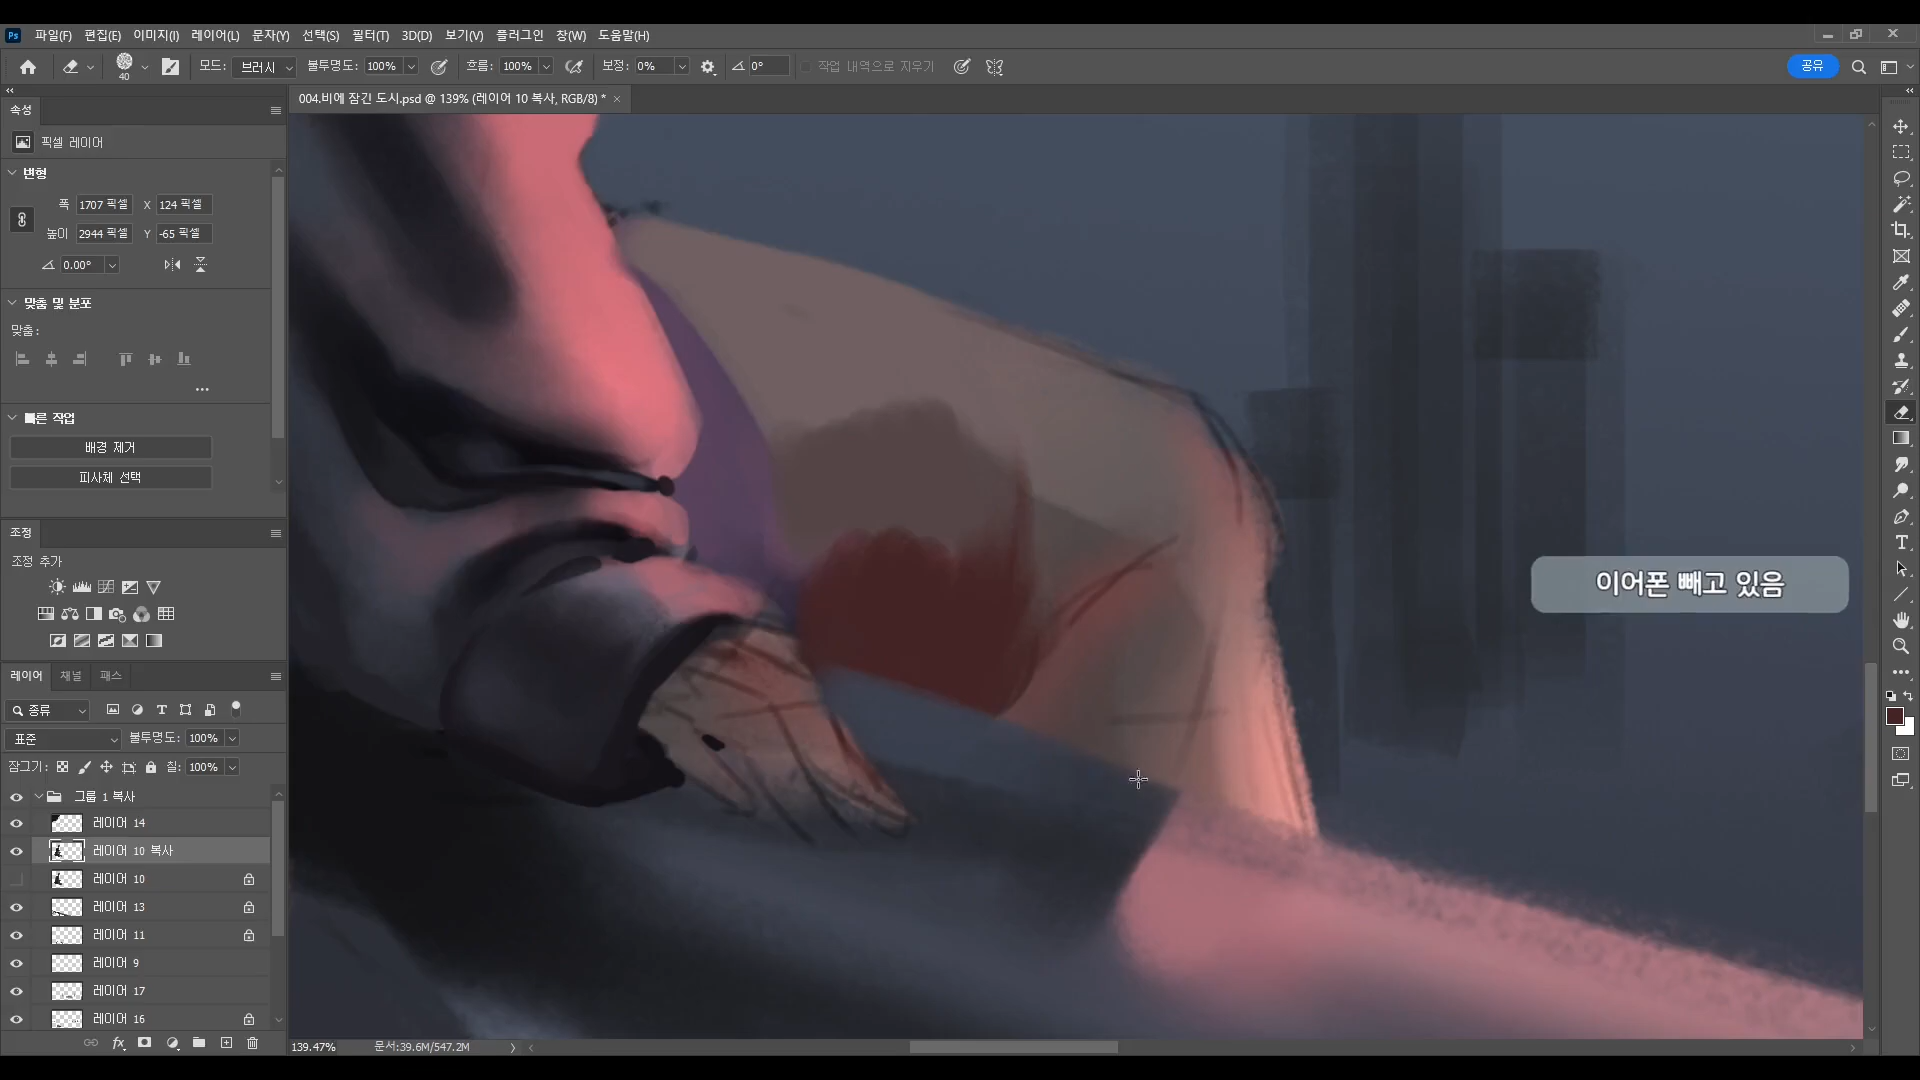 Ps 파일(F) 편집(E) 이미지(I) 레이어(L) 문자(Y) 선택(S) 필터(T) 3D(D) 보기(V) 플러그인 창(W) 도움말(H)
40 모드: 브러시 불투명도: 100% 흐름: 100% 보정: 0% 0° 작업 내역으로 지우기 공유
004.비에 잠긴 도시.psd @ 139% (레이어 10 복사, RGB/8) * ×
속성
픽셀 레이어
변형
폭 1707 픽셀 X 124 픽셀
높이 2944 픽셀 Y -65 픽셀
0.00°
맞춤 및 분포
맞춤:
빠른 작업
배경 제거
피사체 선택
조정
조정 추가
이어폰 빼고 있음
레이어 채널 패스
종류
표준 불투명도: 100%
잠그기: 칠: 100%
그룹 1 복사
레이어 14
레이어 10 복사
레이어 10
레이어 13
레이어 11
레이어 9
레이어 17
레이어 16
fx
139.47% 문서:39.6M/547.2M